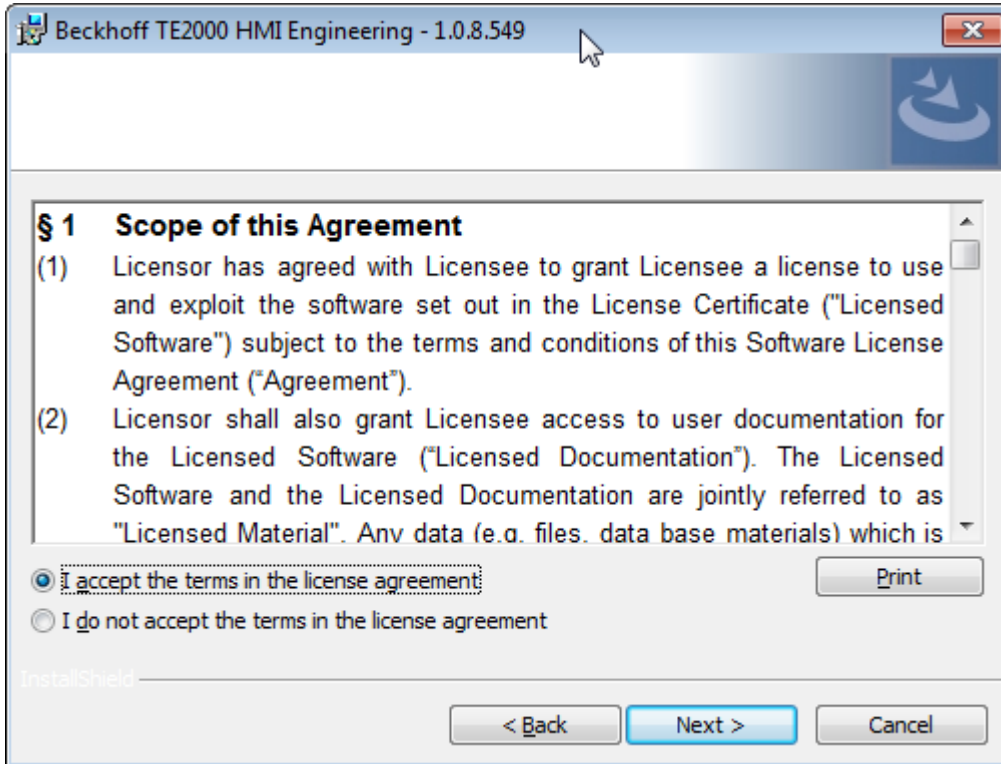 Beckhoff TE2000 HMI Engineering - 1.0.8.549
§ 1 Scope of this Agreement
(1) Licensor has agreed with Licensee to grant Licensee a license to use
and exploit the software set out in the License Certificate ("Licensed
Software") subject to the terms and conditions of this Software License
Agreement (“Agreement”).
(2) Licensor shall also grant Licensee access to user documentation for
the Licensed Software (“Licensed Documentation”). The Licensed
Software and the Licensed Documentation are jointly referred to as
"Licensed Material". Any data (e.g. files, data base materials) which is
I accept the terms in the license agreement
Print
I do not accept the terms in the license agreement
InstallShield
< Back Next > Cancel